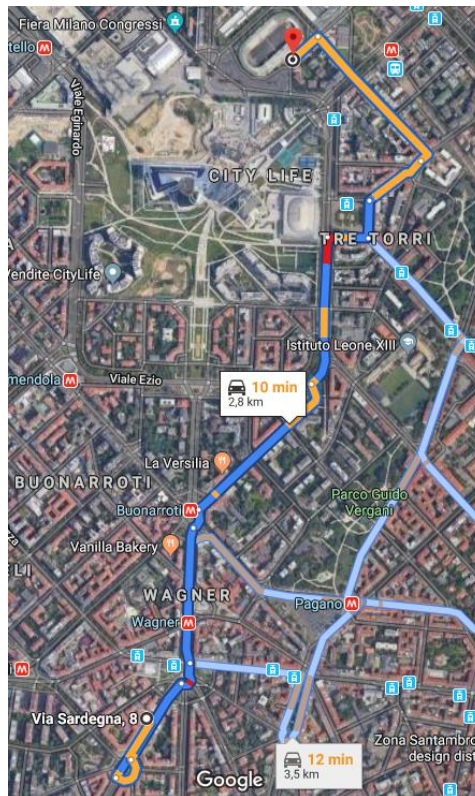 Fiera Milano Congressi
tello
Viale Eginardo
CITY LIFE
TRE TORRI
A
Vendite CityLife
Istituto Leone XIII
mendola
Viale Ezio
10 min
2,8 km
La Versilia
BUONARROTI
Parco Guido
Vergani
Buonarroti
Vanilla Bakery
ELI
WAGNER
Pagano
Wagner
Via Sardegna, 8
12 min
3,5 km
Zona Santambro
design dist
Google